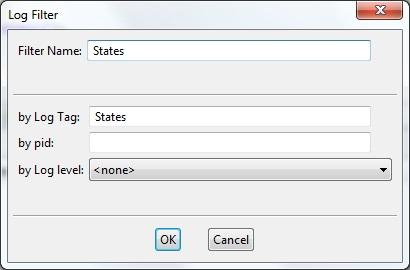 Log Filter
Filter Name: States
by Log Tag: States
by pid:
by Log level: <none>
OK Cancel